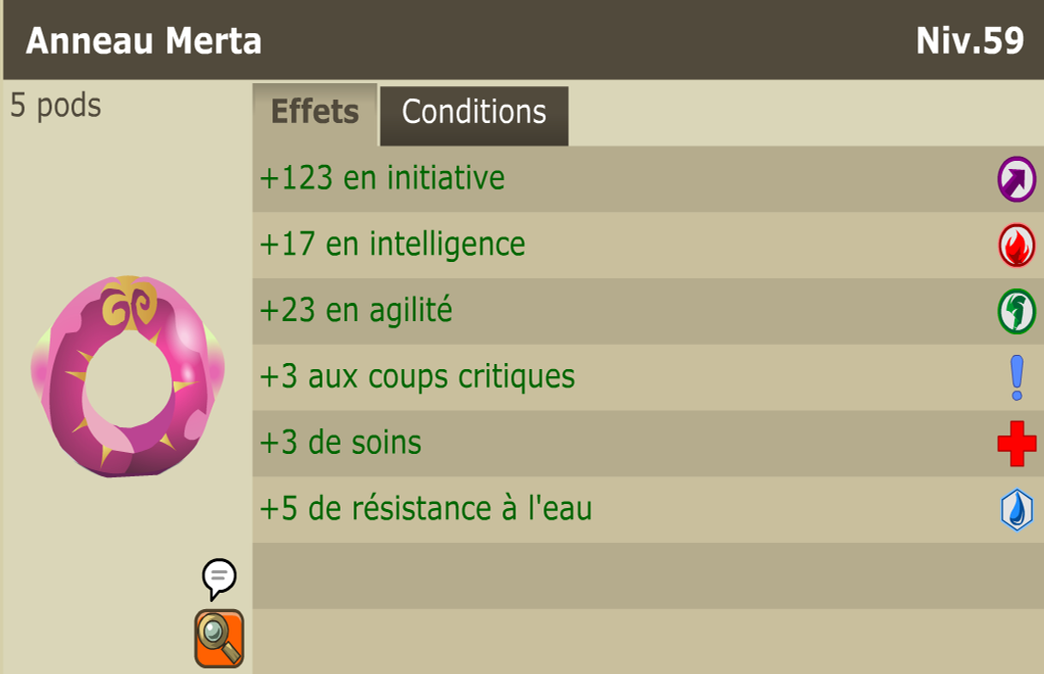 Anneau Merta
Niv.59
5 pods
Effets
Conditions
+123 en initiative
+17 en intelligence
+23 en agilité
+3 aux coups critiques
+3 de soins
+5 de résistance à l'eau